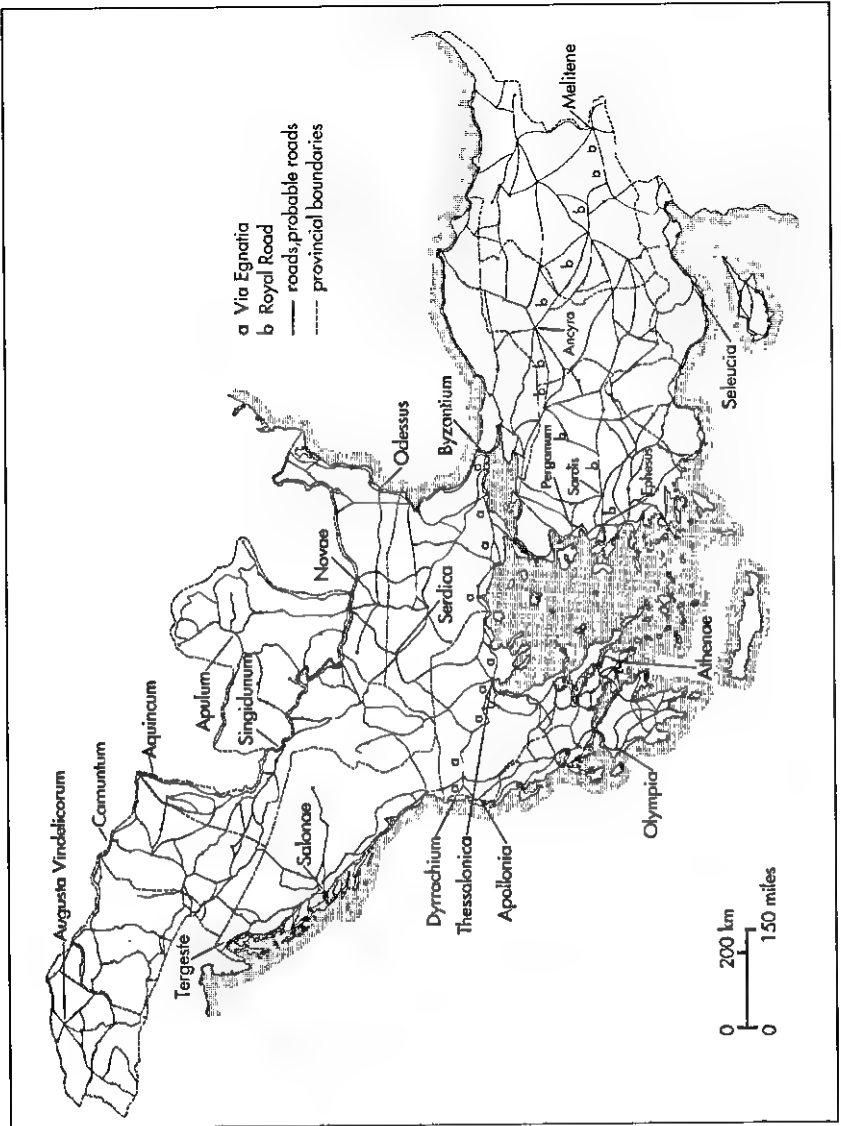 Augusta Vindelicorum
Carnuntum
Aquincum
Apulum
Singidunum
Tergeste
Salonae
Novae
Odessus
a Via Egnatia
b Royal Road
roads,probable roads
provincial boundaries
Serdica
Byzantium
Dyrrachium
Thessalonica
Apollonia
a
a
a
a
a
a
a
a
a
a
Pergamum
Sardis
Ephesus
Ancyra
Melitene
b
b
b
b
b
b
b
b
b
b
Olympia
Athenae
Seleucia
0 200 km
0 150 miles